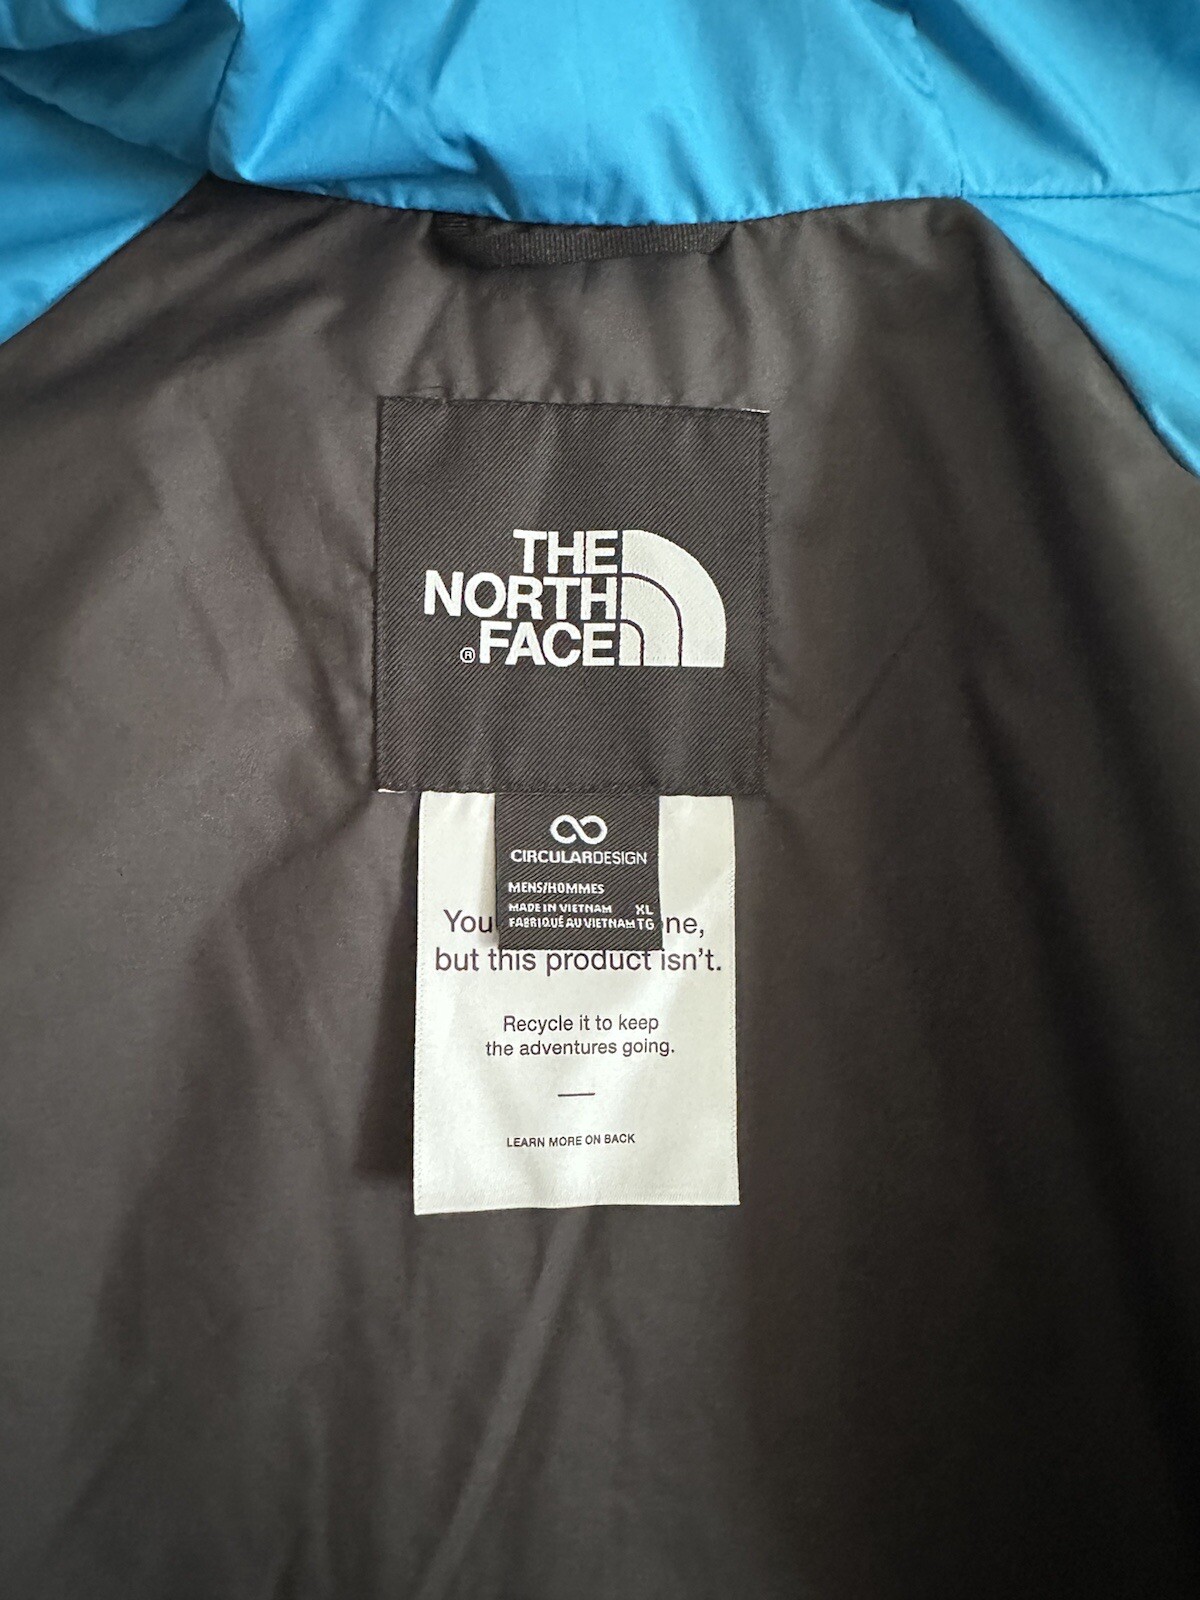 THE
NORTH
®FACE
CIRCULARDESIGN
MENS/HOMMES
MADE IN VIETNAM XL
FABRIQUÉ AU VIETNAM TG
You ne,
but this product isn't.
Recycle it to keep
the adventures going.
LEARN MORE ON BACK